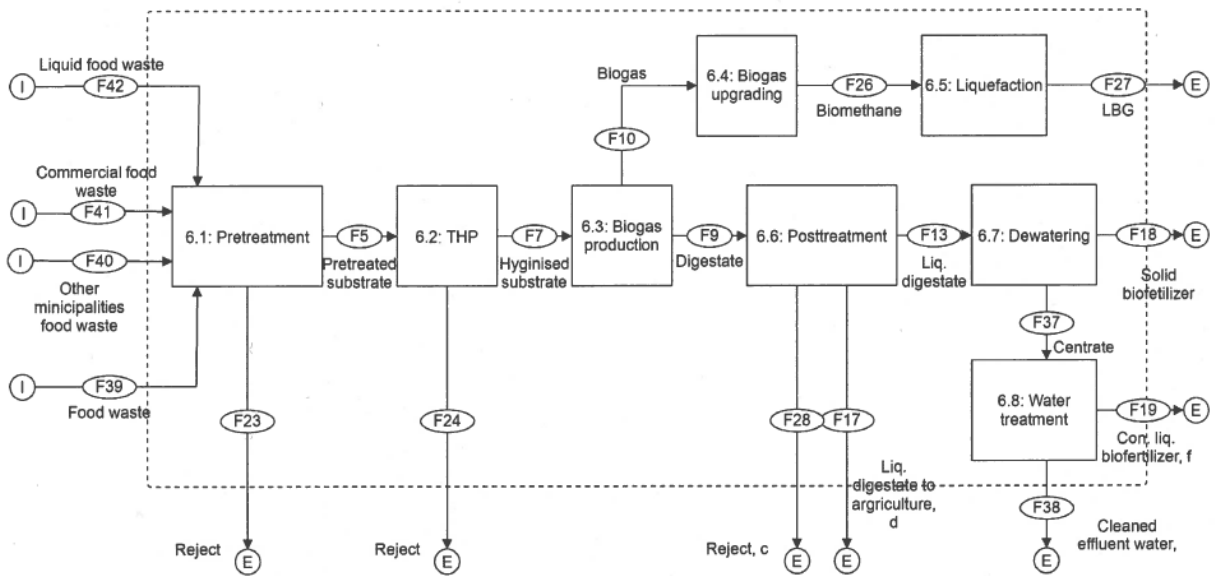 Liquid food waste
I
F42
Commercial food
waste
I
F41
I
F40
Other
minicipalities
food waste
I
F39
Food waste
6.1: Pretreatment
F5
Pretreated
substrate
6.2: THP
F7
Hyginised
substrate
6.3: Biogas
production
Biogas
F10
6.4: Biogas
upgrading
F26
Biomethane
6.5: Liquefaction
F27
LBG
E
F9
Digestate
6.6: Posttreatment
F13
Liq.
digestate
6.7: Dewatering
F18
E
Solid
biofetilizer
F37
Centrate
6.8: Water
treatment
F19
E
Con. liq.
biofertilizer, f
F23
Reject
E
F24
Reject
E
F28
Reject, c
E
F17
Liq.
digestate to
argriculture,
d
E
F38
Cleaned
effluent water,
E